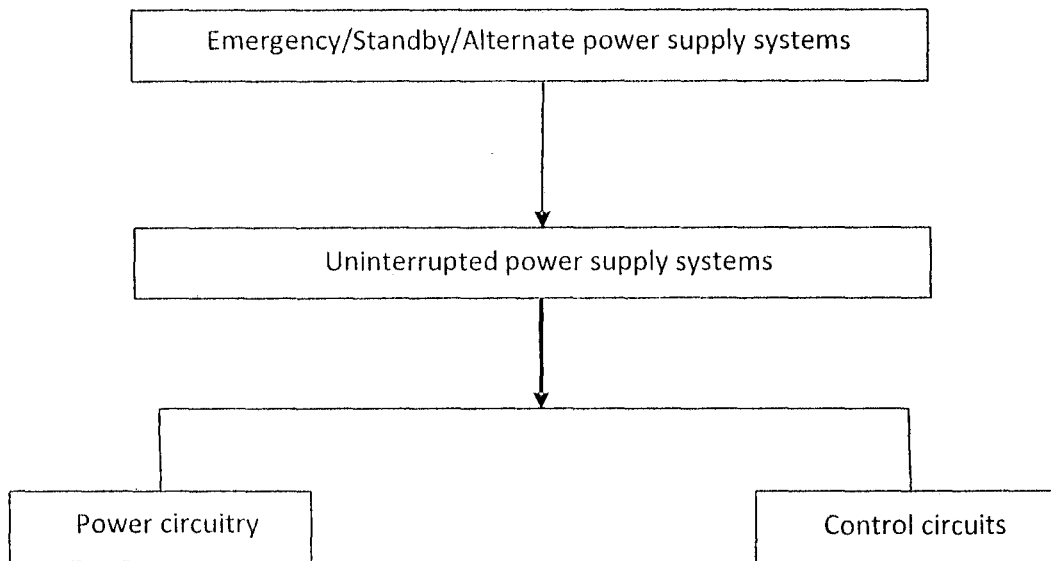 Emergency/Standby/Alternate power supply systems
Uninterrupted power supply systems
Power circuitry
Control circuits